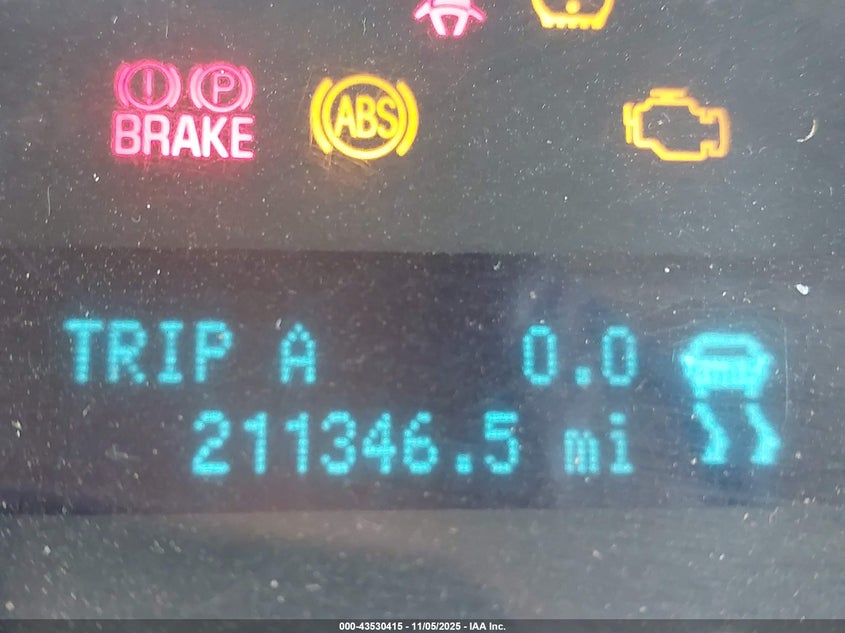 P
BRAKE
ABS
TRIP A 0.0
211346.5 mi
000-43530415 - 11/05/2025 - IAA Inc.